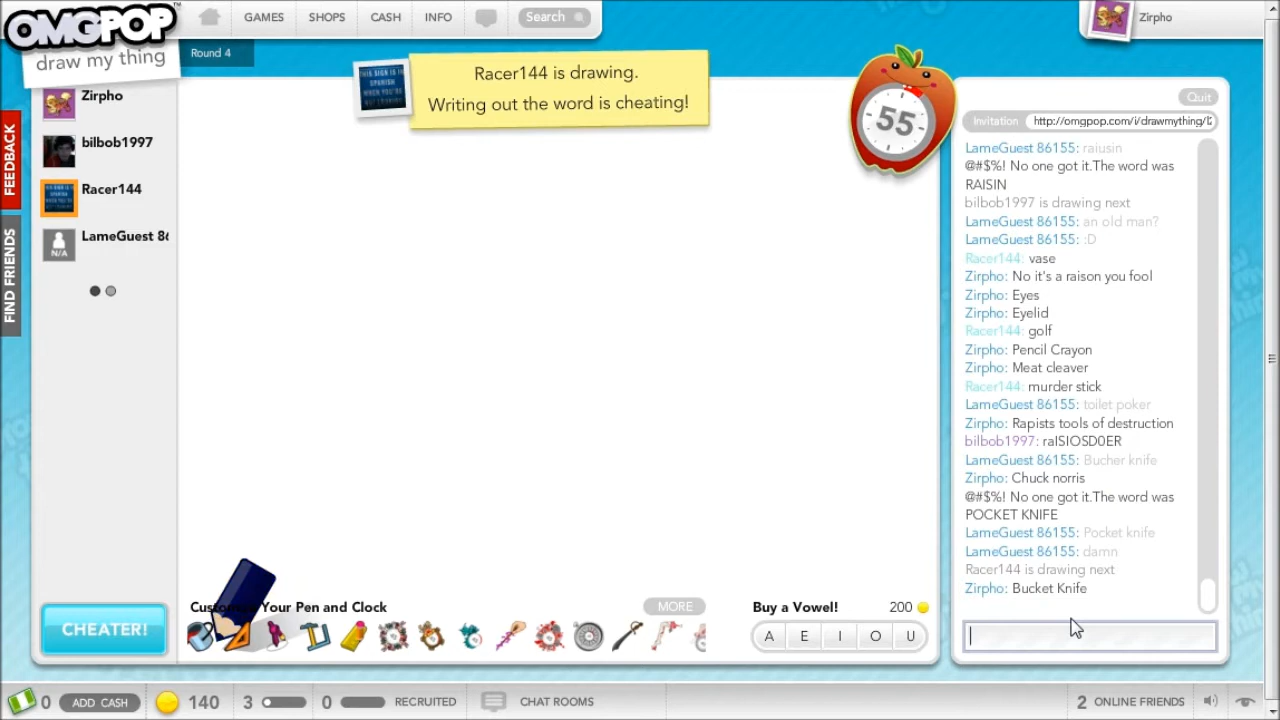 OMGPOP™
draw my thing
GAMES
SHOPS
CASH
INFO
Search
Zirpho
Round 4
Racer144 is drawing.
Writing out the word is cheating!
55
FEEDBACK
FIND FRIENDS
Zirpho
bilbob1997
Racer144
N/A
LameGuest 86
CHEATER!
Quit
Invitation
http://omgpop.com/i/drawmything/
LameGuest 86155: raiusin
@#$%! No one got it.The word was
RAISIN
bilbob1997 is drawing next
LameGuest 86155: an old man?
LameGuest 86155: :D
Racer144: vase
Zirpho: No it's a raison you fool
Zirpho: Eyes
Zirpho: Eyelid
Racer144: golf
Zirpho: Pencil Crayon
Zirpho: Meat cleaver
Racer144: murder stick
LameGuest 86155: toilet poker
Zirpho: Rapists tools of destruction
bilbob1997: raISIOSD0ER
LameGuest 86155: Bucher knife
Zirpho: Chuck norris
@#$%! No one got it.The word was
POCKET KNIFE
LameGuest 86155: Pocket knife
LameGuest 86155: damn
Racer144 is drawing next
Zirpho: Bucket Knife
Your Pen and Clock
MORE
Buy a Vowel!
200
A E I O U
0
ADD CASH
140
3
0
RECRUITED
CHAT ROOMS
2 ONLINE FRIENDS